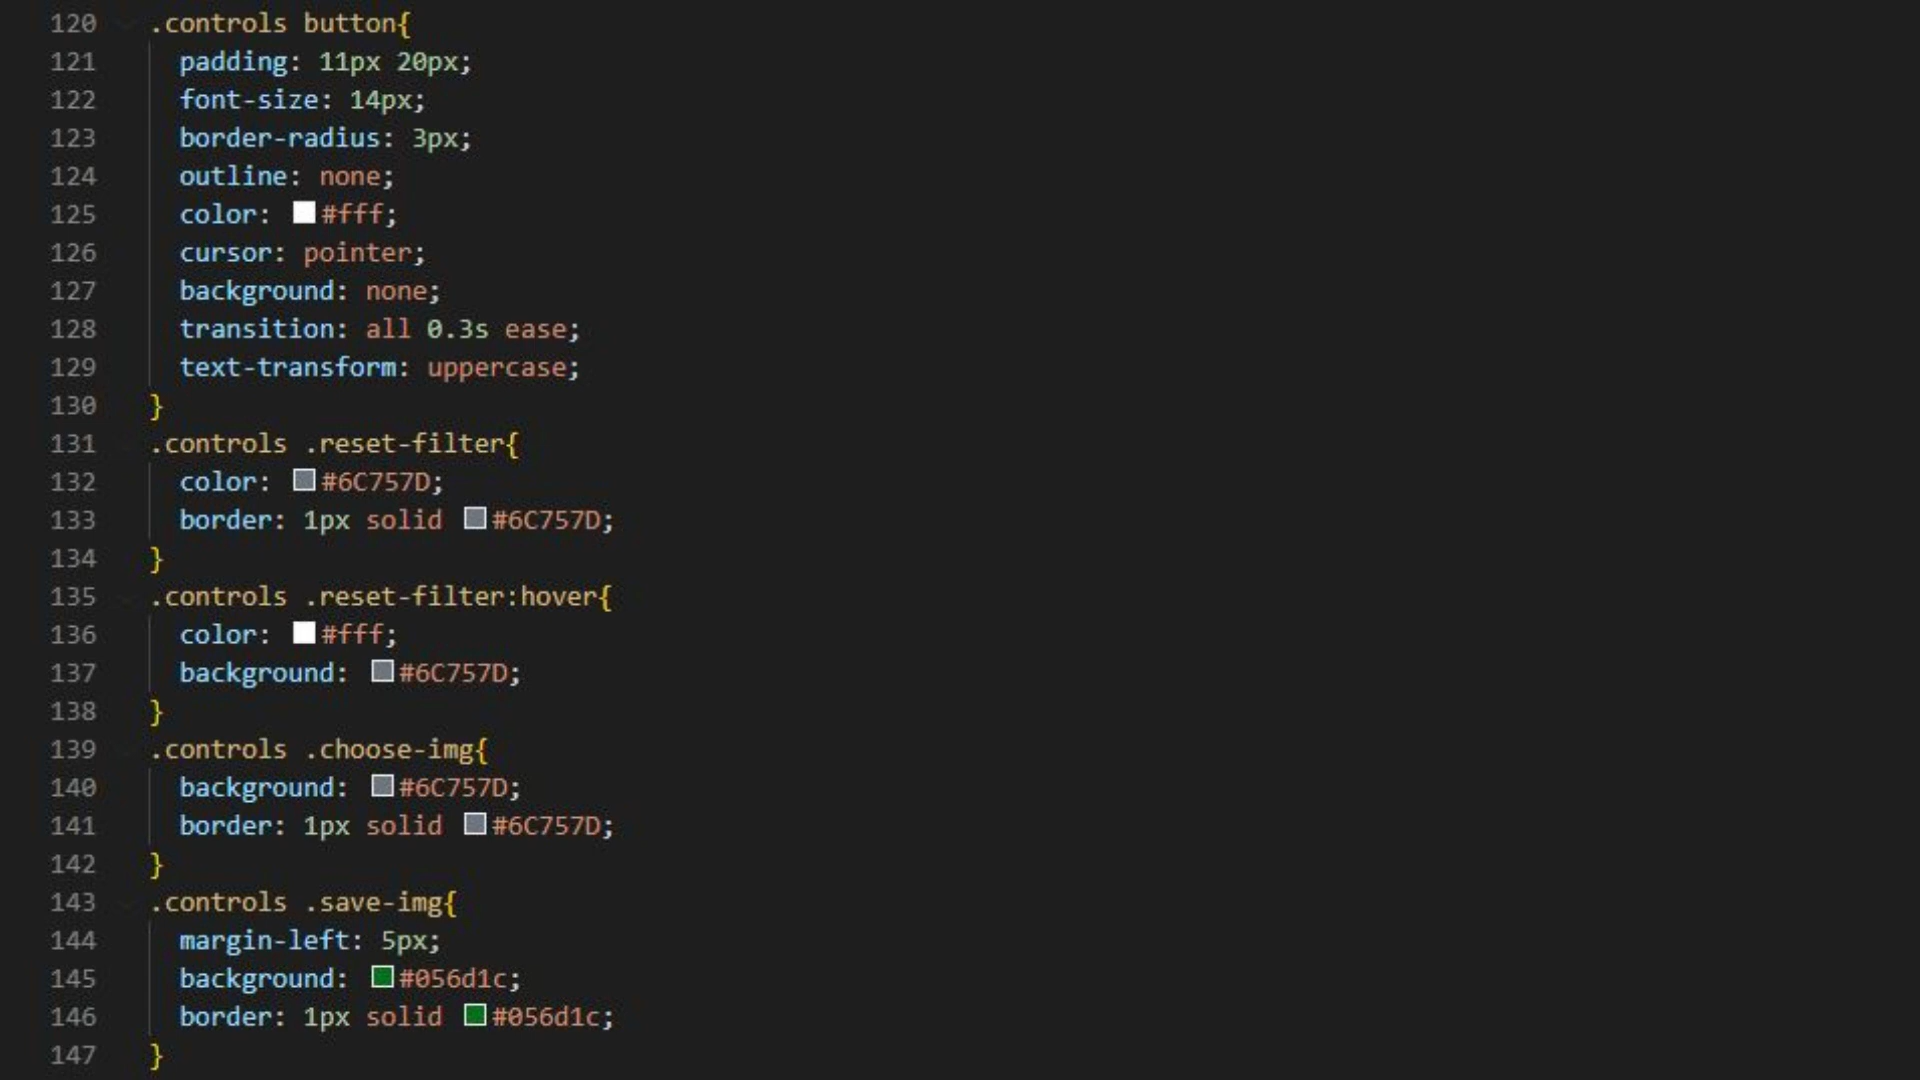 120 .controls button{
121 padding: 11px 20px;
122 font-size: 14px;
123 border-radius: 3px;
124 outline: none;
125 color: #fff;
126 cursor: pointer;
127 background: none;
128 transition: all 0.3s ease;
129 text-transform: uppercase;
130 }
131 .controls .reset-filter{
132 color: #6C757D;
133 border: 1px solid #6C757D;
134 }
135 .controls .reset-filter:hover{
136 color: #fff;
137 background: #6C757D;
138 }
139 .controls .choose-img{
140 background: #6C757D;
141 border: 1px solid #6C757D;
142 }
143 .controls .save-img{
144 margin-left: 5px;
145 background: #056d1c;
146 border: 1px solid #056d1c;
147 }